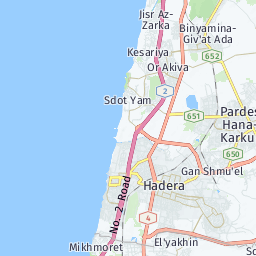 Jisr Az-
Zarka
Binyamina-
Giv'at Ada
Kesariya
652
Or Akiva
2
Sdot Yam
651
Pardes
Hana-
Karku
650
Gan Shmu'el
Hadera
No. 2 Road
4
El'yakhin
Mikhmoret